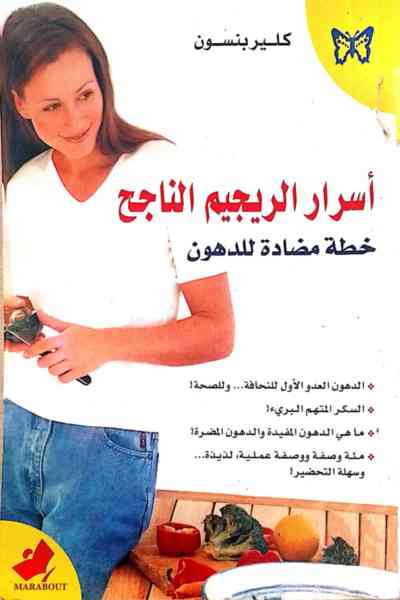 كلير بنسون
أسرار الريجيم الناجح
خطة مضادة للدهون
الدهون العدو الأول للنحافة... وللصحة!
السكر المتهم البريء!
ما هي الدهون المفيدة والدهون المضرة!
مئة وصفة ووصفة عملية، لذيذة...
وسهلة التحضير!
MARABOUT